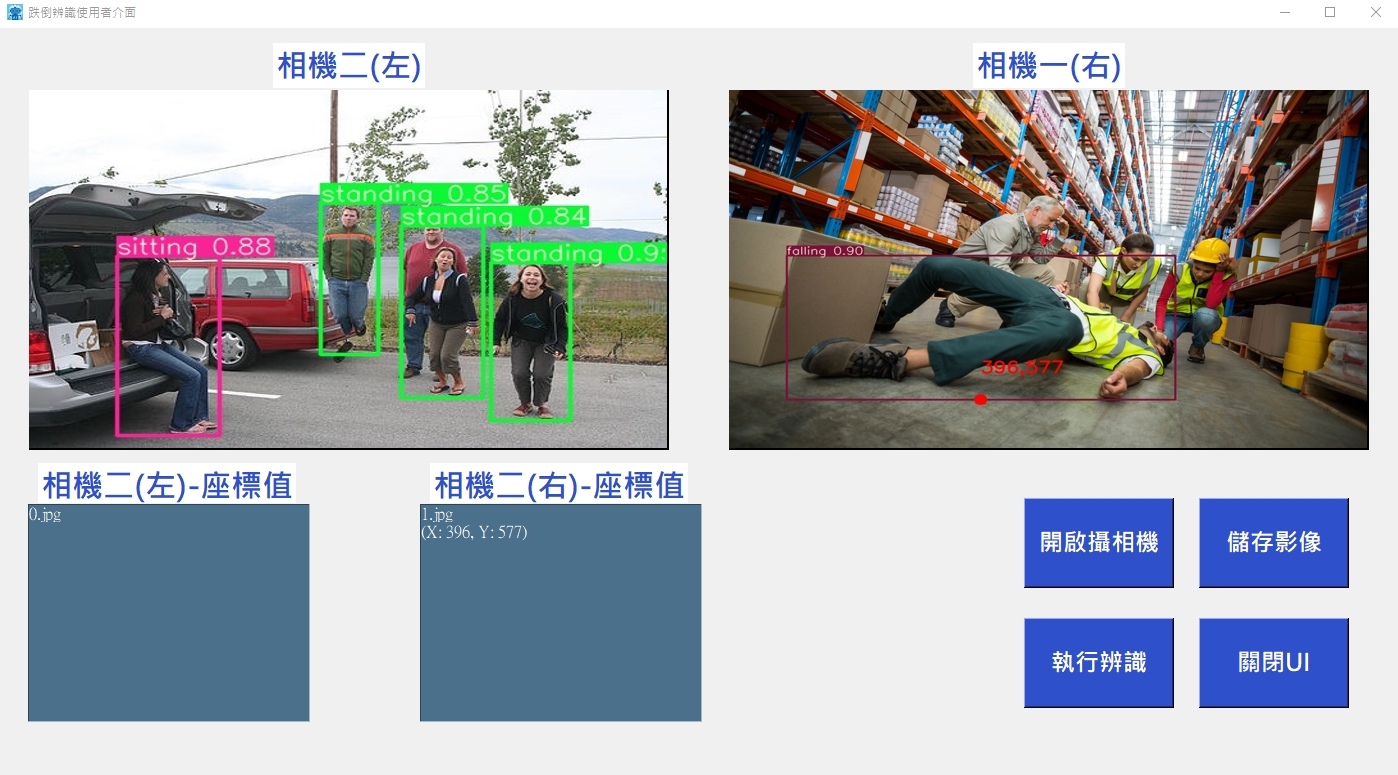 跌倒辨識使用者介面
相機二(左)
相機一(右)
standing 0.85
standing 0.84
sitting 0.88
standing 0.9
falling 0.90
396,577
相機二(左)-座標值
相機二(右)-座標值
0.jpg
1.jpg
(X: 396, Y: 577)
開啟攝相機
儲存影像
執行辨識
關閉UI